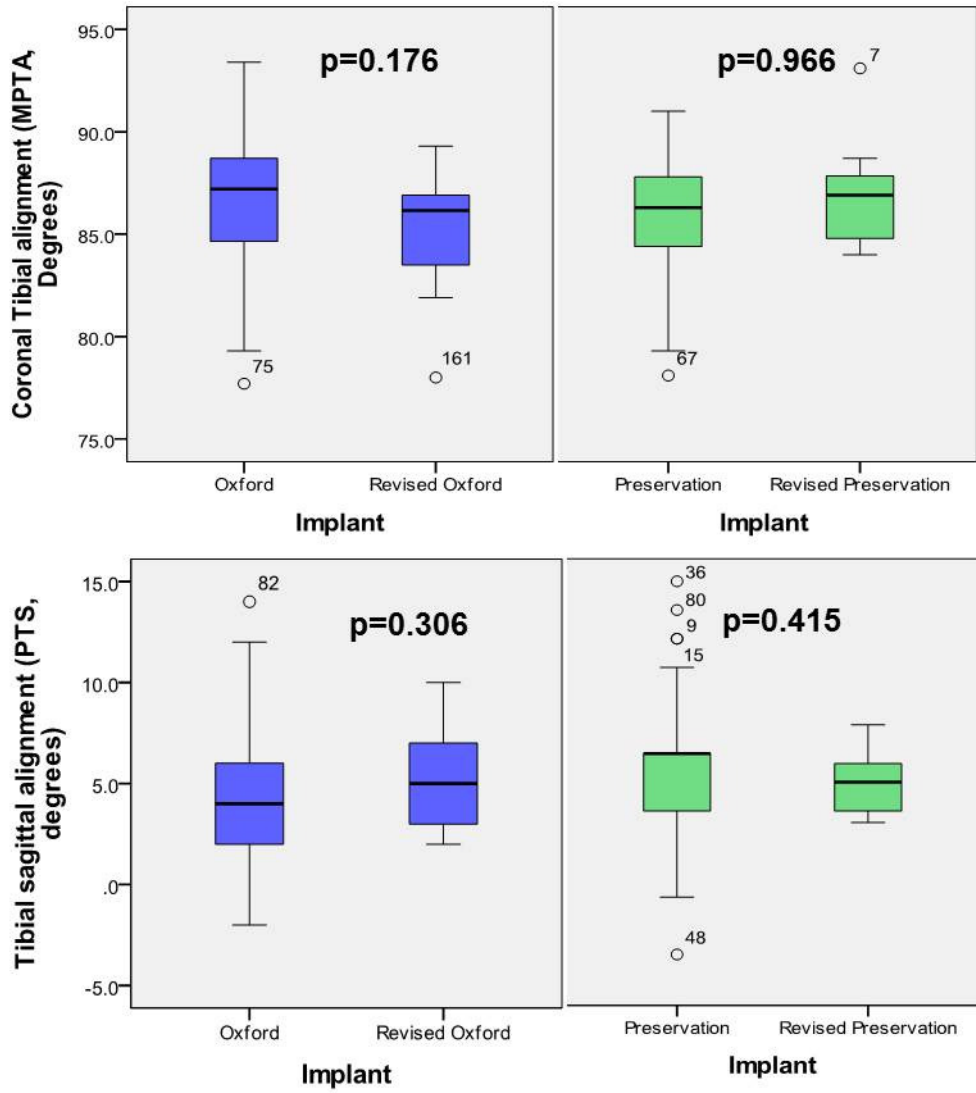 Coronal Tibial alignment (MPTA,
Degrees)
95.0
90.0
85.0
80.0
75.0
p=0.176
75
161
Oxford
Revised Oxford
Implant
p=0.966
7
67
Preservation
Revised Preservation
Implant
Tibial sagittal alignment (PTS,
degrees)
15.0
10.0
5.0
.0
-5.0
82
p=0.306
Oxford
Revised Oxford
Implant
36
80
9
15
p=0.415
48
Preservation
Revised Preservation
Implant